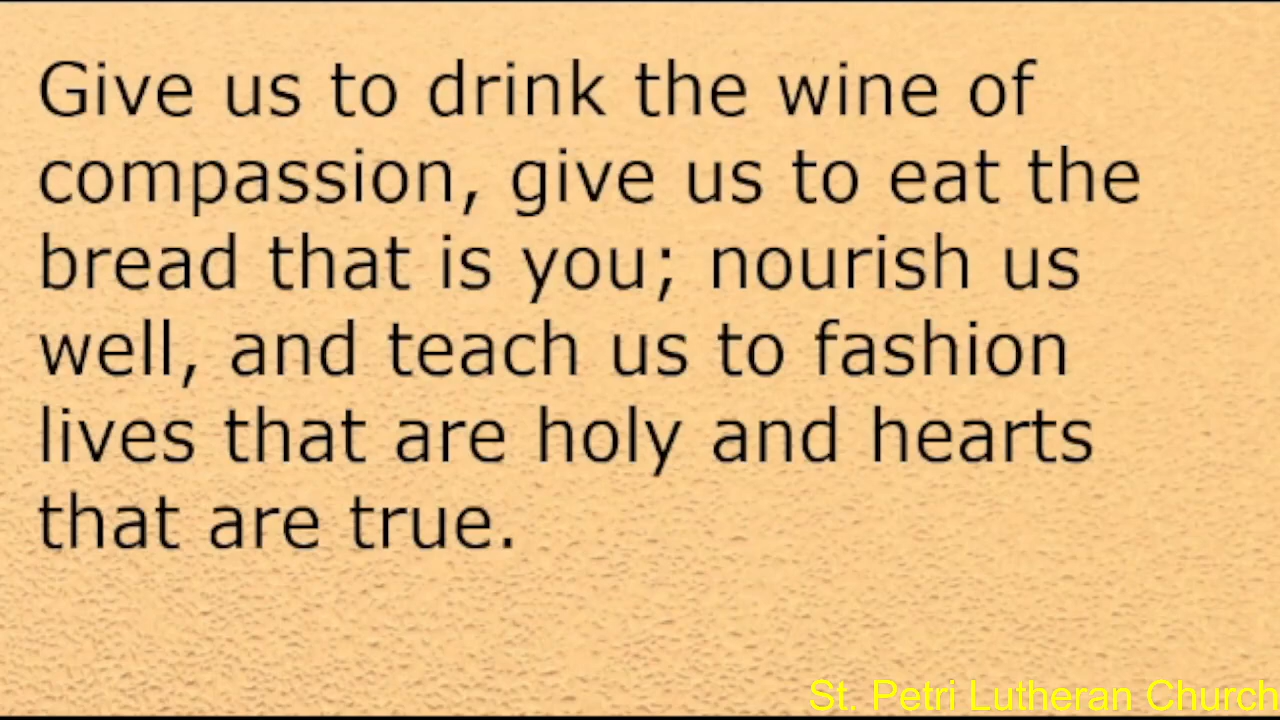 Give us to drink the wine of
compassion, give us to eat the
bread that is you; nourish us
well, and teach us to fashion
lives that are holy and hearts
that are true.
St. Petri Lutheran Church